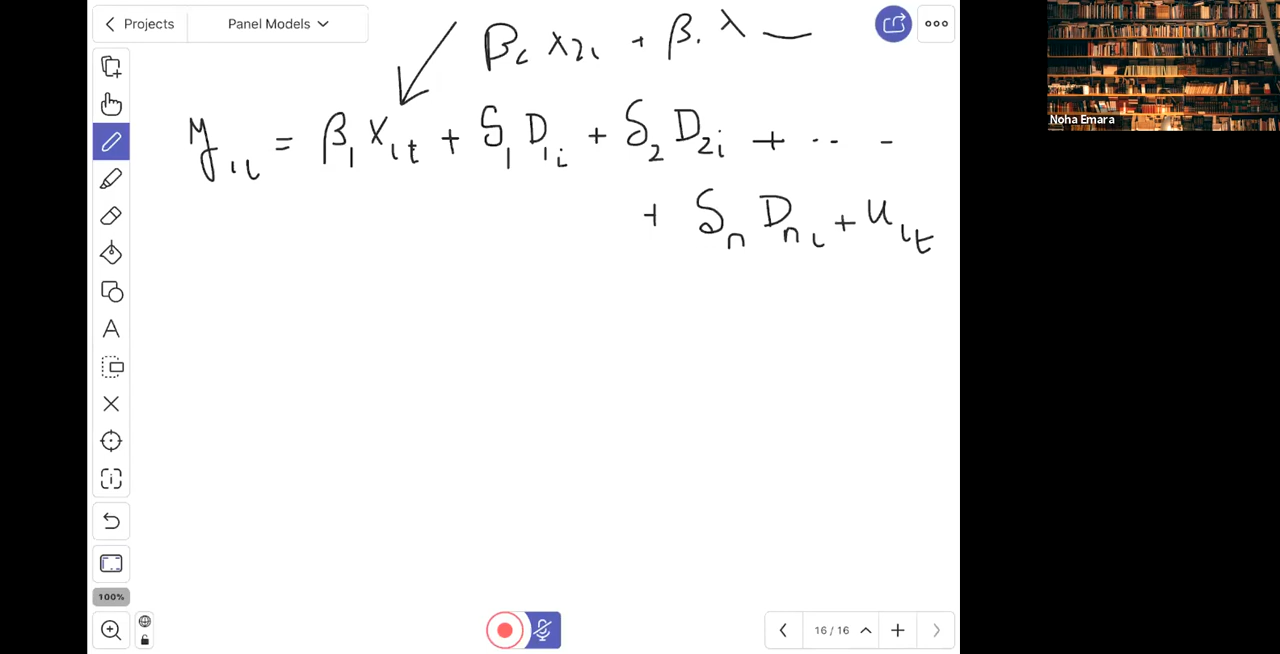 Projects
Panel Models
β₂ X₂ᵢ + β. λ —
yᵢₜ = β₁ Xᵢₜ + δ₁ D₁ᵢ + δ₂ D₂ᵢ + ...
+ δₙ Dₙᵢ + uᵢₜ
Noha Emara
A
100%
16 / 16